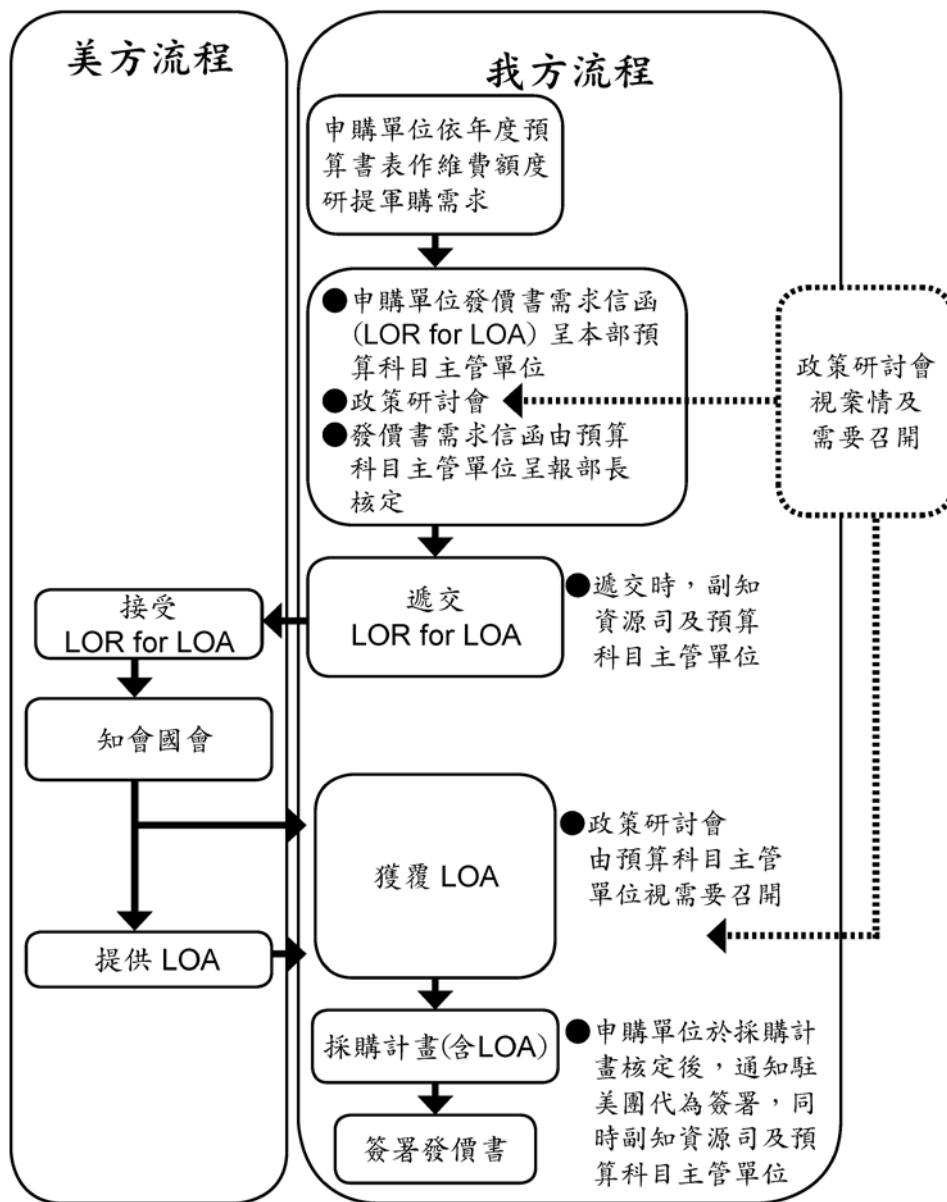 美方流程
我方流程
申購單位依年度預
算書表作維費額度
研提軍購需求
●申購單位發價書需求信函
(LOR for LOA) 呈本部預
算科目主管單位
●政策研討會
●發價書需求信函由預算
科目主管單位呈報部長
核定
政策研討會
視案情及
需要召開
接受
LOR for LOA
遞交
LOR for LOA
●遞交時，副知
資源司及預算
科目主管單位
知會國會
獲覆 LOA
●政策研討會
由預算科目主管
單位視需要召開
提供 LOA
採購計畫(含LOA)
●申購單位於採購計
畫核定後，通知駐
美團代為簽署，同
時副知資源司及預
算科目主管單位
簽署發價書